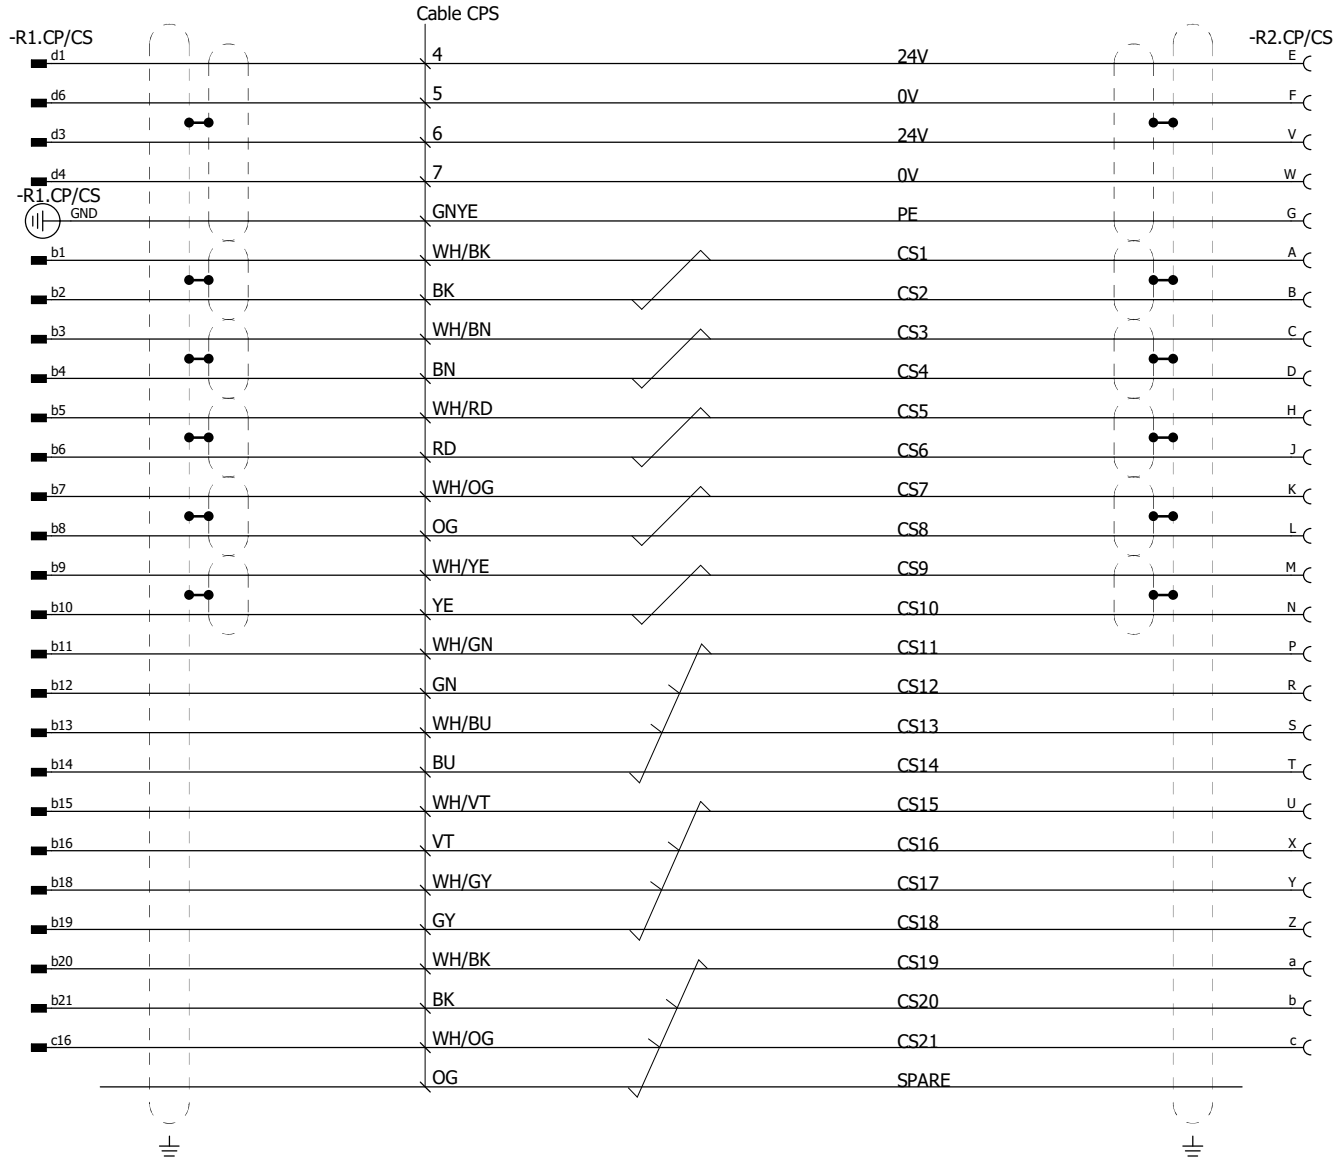 Cable CPS
-R1.CP/CS -R2.CP/CS
d1 4 24V E
d6 5 0V F
d3 6 24V V
d4 7 0V W
-R1.CP/CS
GND GNYE PE G
b1 WH/BK CS1 A
b2 BK CS2 B
b3 WH/BN CS3 C
b4 BN CS4 D
b5 WH/RD CS5 H
b6 RD CS6 J
b7 WH/OG CS7 K
b8 OG CS8 L
b9 WH/YE CS9 M
b10 YE CS10 N
b11 WH/GN CS11 P
b12 GN CS12 R
b13 WH/BU CS13 S
b14 BU CS14 T
b15 WH/VT CS15 U
b16 VT CS16 X
b18 WH/GY CS17 Y
b19 GY CS18 Z
b20 WH/BK CS19 a
b21 BK CS20 b
c16 WH/OG CS21 c
OG SPARE